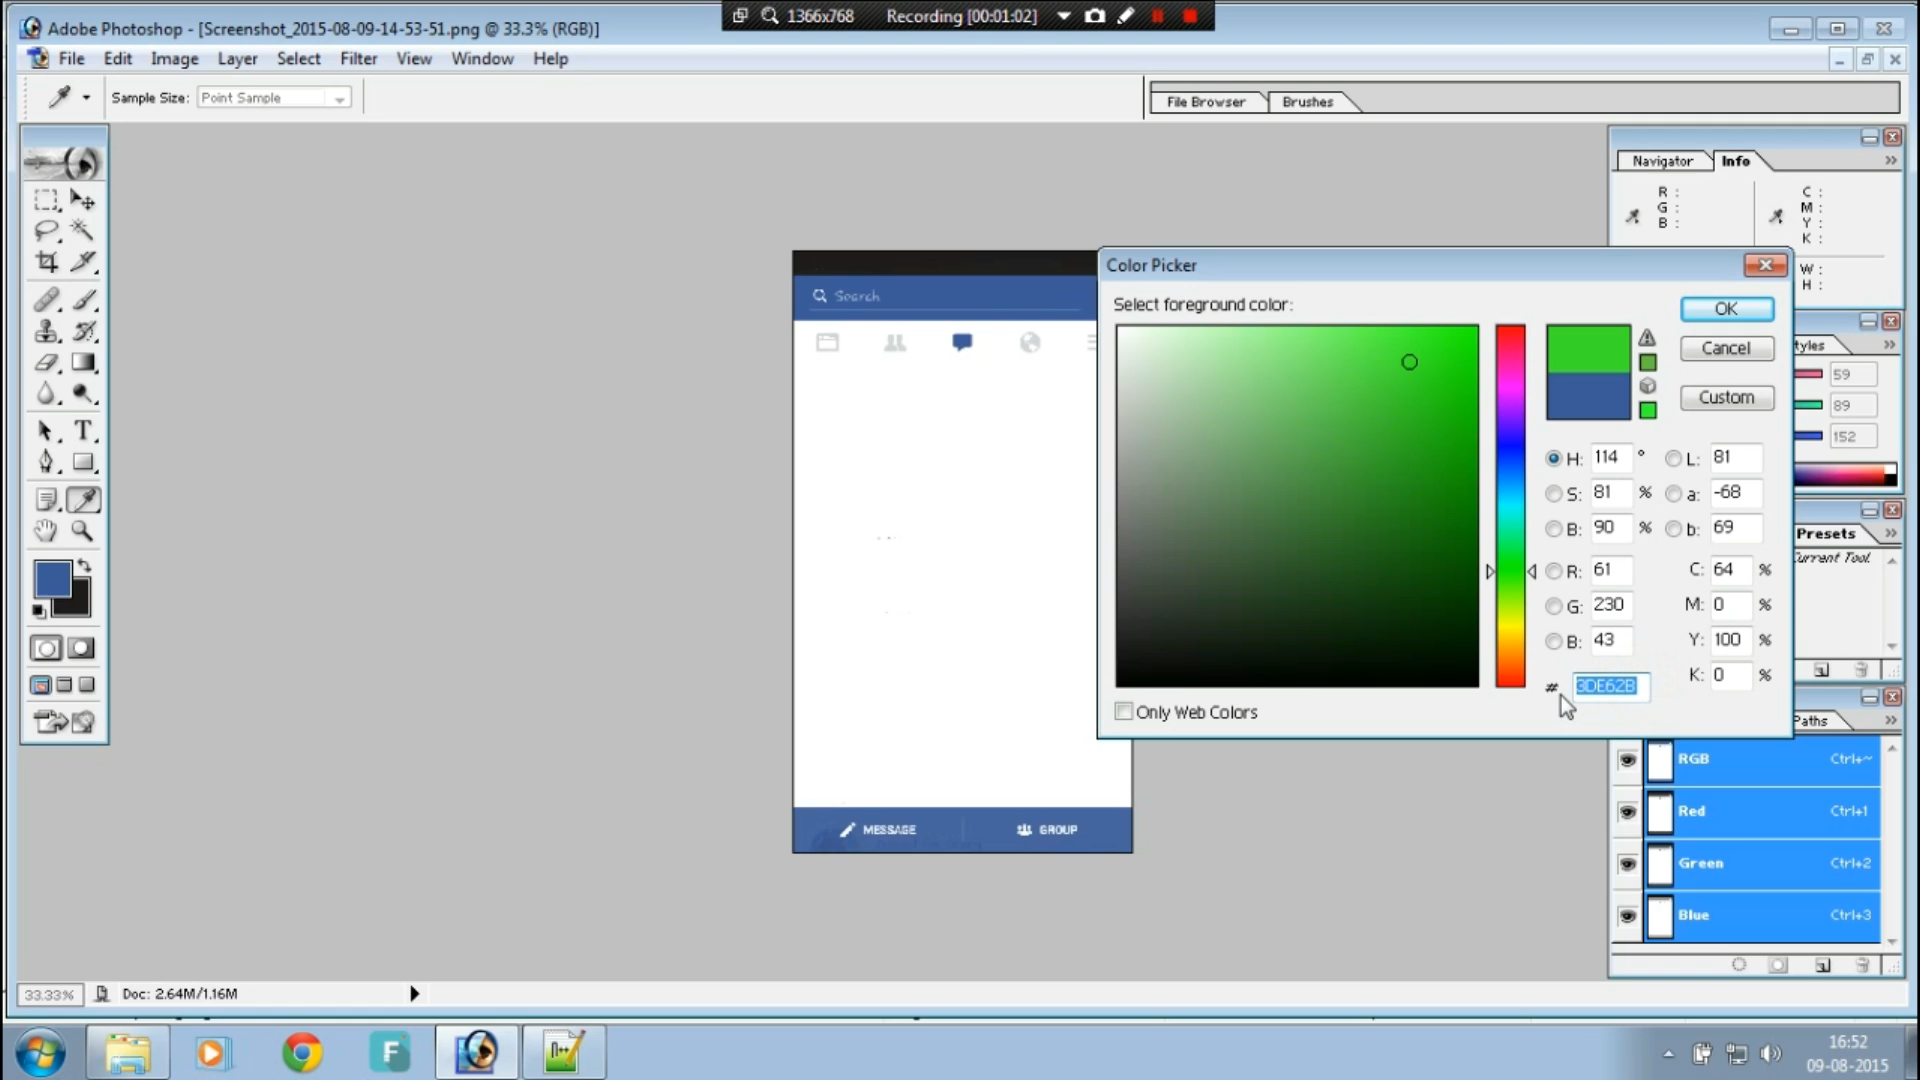 1366x768 Recording [00:01:02]
Adobe Photoshop - [Screenshot_2015-08-09-14-53-51.png @ 33.3% (RGB)]
File Edit Image Layer Select Filter View Window Help
Sample Size: Point Sample
File Browser Brushes
Navigator Info
R :
G :
B :
C :
M :
Y :
K :
W :
H :
Search
MESSAGE GROUP
Color Picker
Select foreground color:
OK
Cancel
Custom
H: 114 °
S: 81 %
B: 90 %
L: 81
a: -68
b: 69
R: 61
G: 230
B: 43
C: 64 %
M: 0 %
Y: 100 %
K: 0 %
# 3DE62B
Only Web Colors
tyles
59
89
152
Presets
Current Tool
Paths
RGB Ctrl+~
Red Ctrl+1
Green Ctrl+2
Blue Ctrl+3
33.33% Doc: 2.64M/1.16M
16:52
09-08-2015